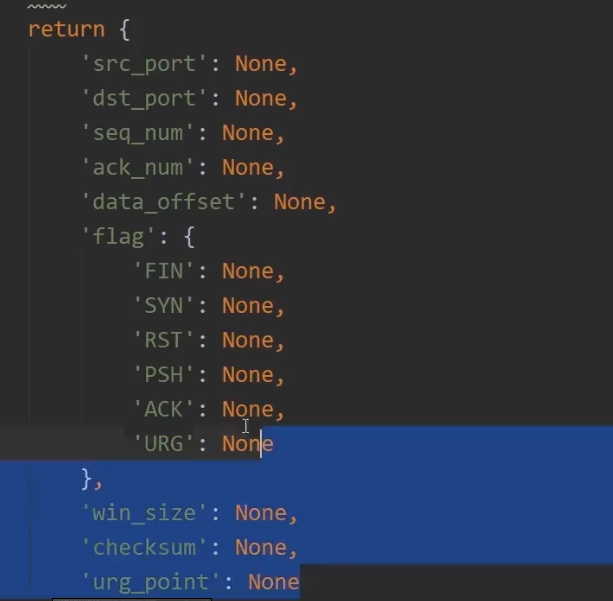 return {
    'src_port': None,
    'dst_port': None,
    'seq_num': None,
    'ack_num': None,
    'data_offset': None,
    'flag': {
        'FIN': None,
        'SYN': None,
        'RST': None,
        'PSH': None,
        'ACK': None,
        'URG': None
    },
    'win_size': None,
    'checksum': None,
    'urg_point': None